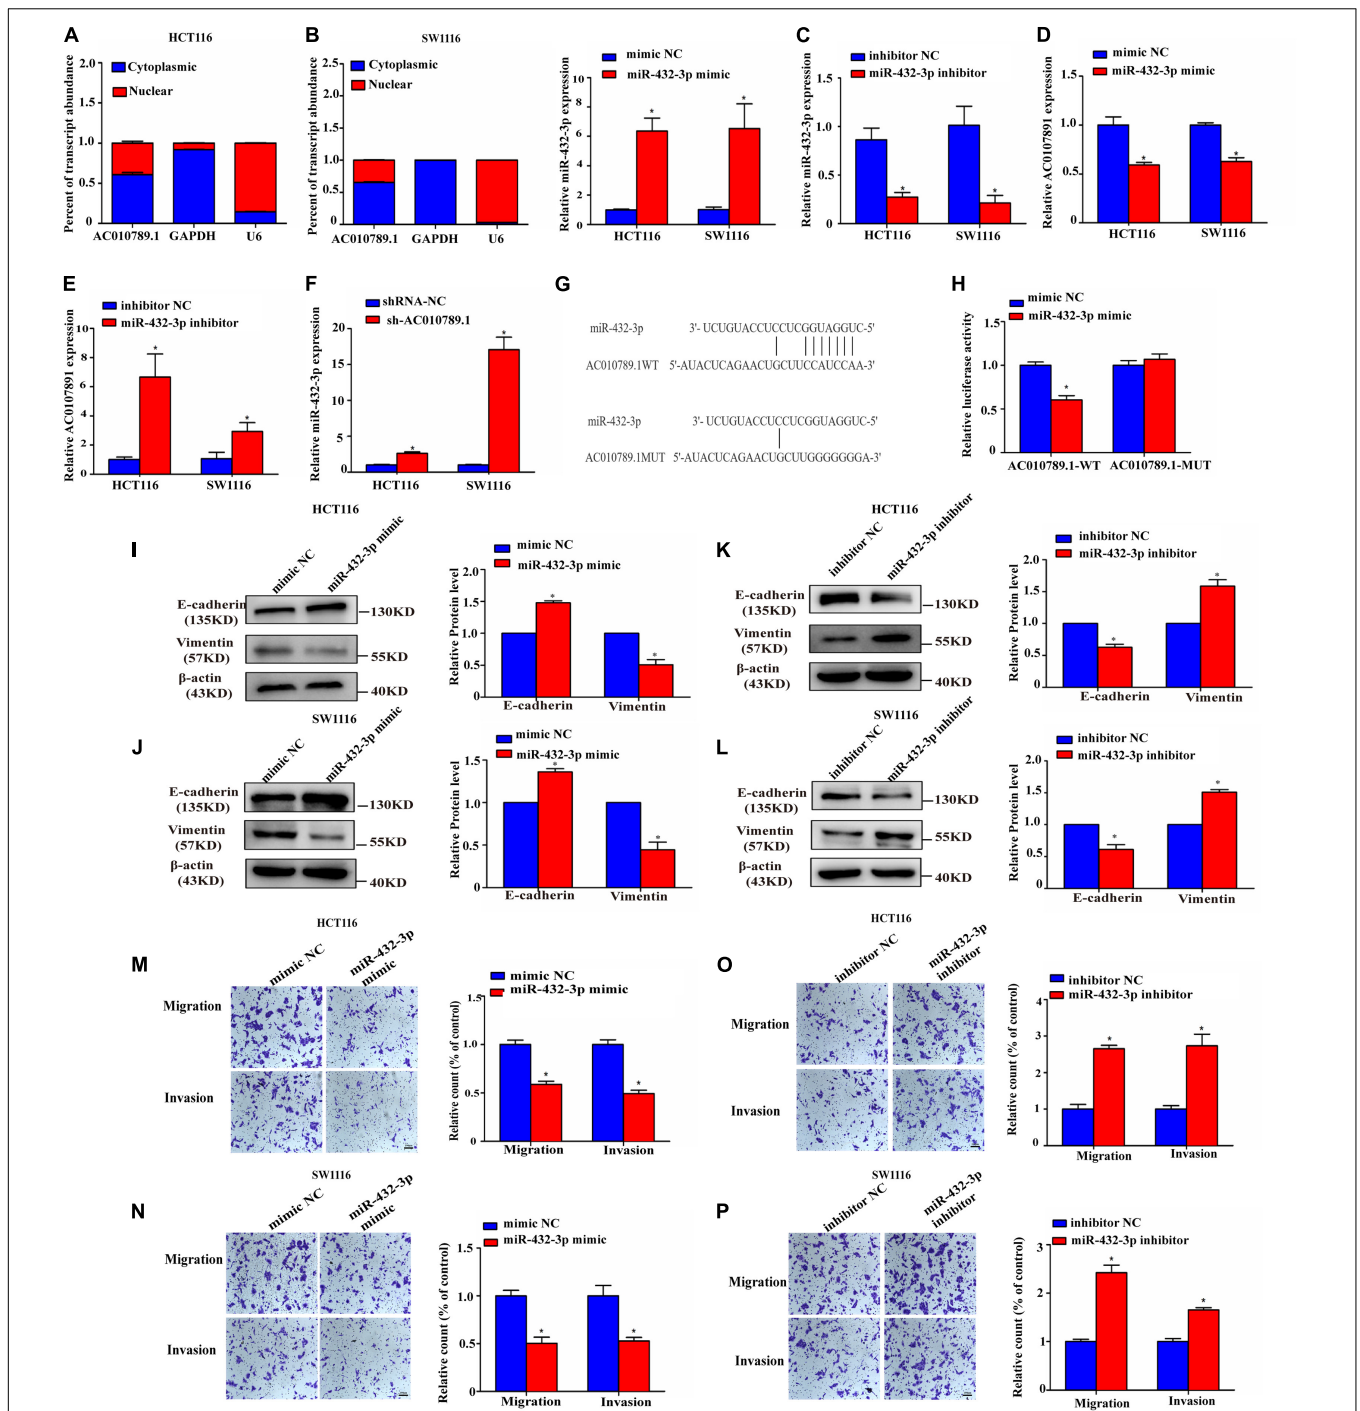 A
HCT116
Percent of transcript abundance
Cytoplasmic
Nuclear
2.0
1.5
1.0
0.5
0
AC010789.1 GAPDH U6
B
SW1116
Percent of transcript abundance
Cytoplasmic
Nuclear
2.0
1.5
1.0
0.5
0
AC010789.1 GAPDH U6
mimic NC
miR-432-3p mimic
Relative miR-432-3p expression
10
8
6
4
2
0
* *
HCT116 SW1116
C
inhibitor NC
miR-432-3p inhibitor
Relative miR-432-3p expression
1.5
1.0
0.5
0
* *
HCT116 SW1116
D
mimic NC
miR-432-3p mimic
Relative AC0107891 expression
1.5
1.0
0.5
0
* *
HCT116 SW1116
E
inhibitor NC
miR-432-3p inhibitor
Relative AC0107891 expression
10
8
6
4
2
0
* *
HCT116 SW1116
F
shRNA-NC
sh-AC010789.1
Relative miR-432-3p expression
20
15
10
5
0
* *
HCT116 SW1116
G
miR-432-3p 3'- UCUGUACCUCCUCGGUAGGUC-5'
AC010789.1WT 5'-AUACUCAGAACUGCUUCCAUCCAA-3'
miR-432-3p 3'- UCUGUACCUCCUCGGUAGGUC-5'
AC010789.1MUT 5'-AUACUCAGAACUGCUUGGGGGGGA-3'
H
mimic NC
miR-432-3p mimic
Relative luciferase activity
1.5
1.0
0.5
0
*
AC010789.1-WT AC010789.1-MUT
I
HCT116
mimic NC
miR-432-3p mimic
E-cadherin
(135KD)
130KD
Vimentin
(57KD)
55KD
β-actin
(43KD)
40KD
mimic NC
miR-432-3p mimic
Relative Protein level
2.0
1.5
1.0
0.5
0
* *
E-cadherin Vimentin
K
HCT116
inhibitor NC
miR-432-3p inhibitor
E-cadherin
(135KD)
130KD
Vimentin
(57KD)
55KD
β-actin
(43KD)
40KD
inhibitor NC
miR-432-3p inhibitor
Relative Protein level
2.0
1.5
1.0
0.5
0
* *
E-cadherin Vimentin
J
SW1116
mimic NC
miR-432-3p mimic
E-cadherin
(135KD)
130KD
Vimentin
(57KD)
55KD
β-actin
(43KD)
40KD
mimic NC
miR-432-3p mimic
Relative Protein level
1.5
1.0
0.5
0
* *
E-cadherin Vimentin
L
SW1116
inhibitor NC
miR-432-3p inhibitor
E-cadherin
(135KD)
130KD
Vimentin
(57KD)
55KD
β-actin
(43KD)
40KD
inhibitor NC
miR-432-3p inhibitor
Relative Protein level
2.0
1.5
1.0
0.5
0
* *
E-cadherin Vimentin
M
HCT116
mimic NC
miR-432-3p
mimic
Migration
Invasion
mimic NC
miR-432-3p mimic
Relative count (% of control)
1.5
1.0
0.5
0
* *
Migration Invasion
O
HCT116
inhibitor NC
miR-432-3p
inhibitor
Migration
Invasion
inhibitor NC
miR-432-3p inhibitor
Relative count (% of control)
4
3
2
1
0
* *
Migration Invasion
N
SW1116
mimic NC
miR-432-3p
mimic
Migration
Invasion
mimic NC
miR-432-3p mimic
Relative count (% of control)
1.5
1.0
0.5
0
* *
Migration Invasion
P
SW1116
inhibitor NC
miR-432-3p
inhibitor
Migration
Invasion
inhibitor NC
miR-432-3p inhibitor
Relative count (% of control)
3
2
1
0
* *
Migration Invasion